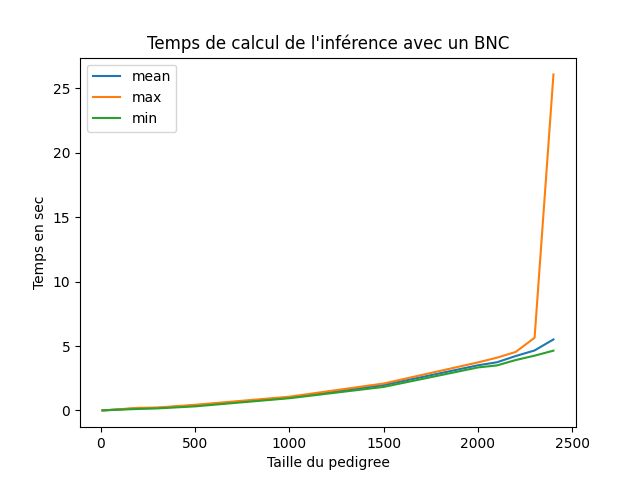 Temps de calcul de l'inférence avec un BNC
mean
max
min
Temps en sec
25
20
15
10
5
0
0 500 1000 1500 2000 2500
Taille du pedigree